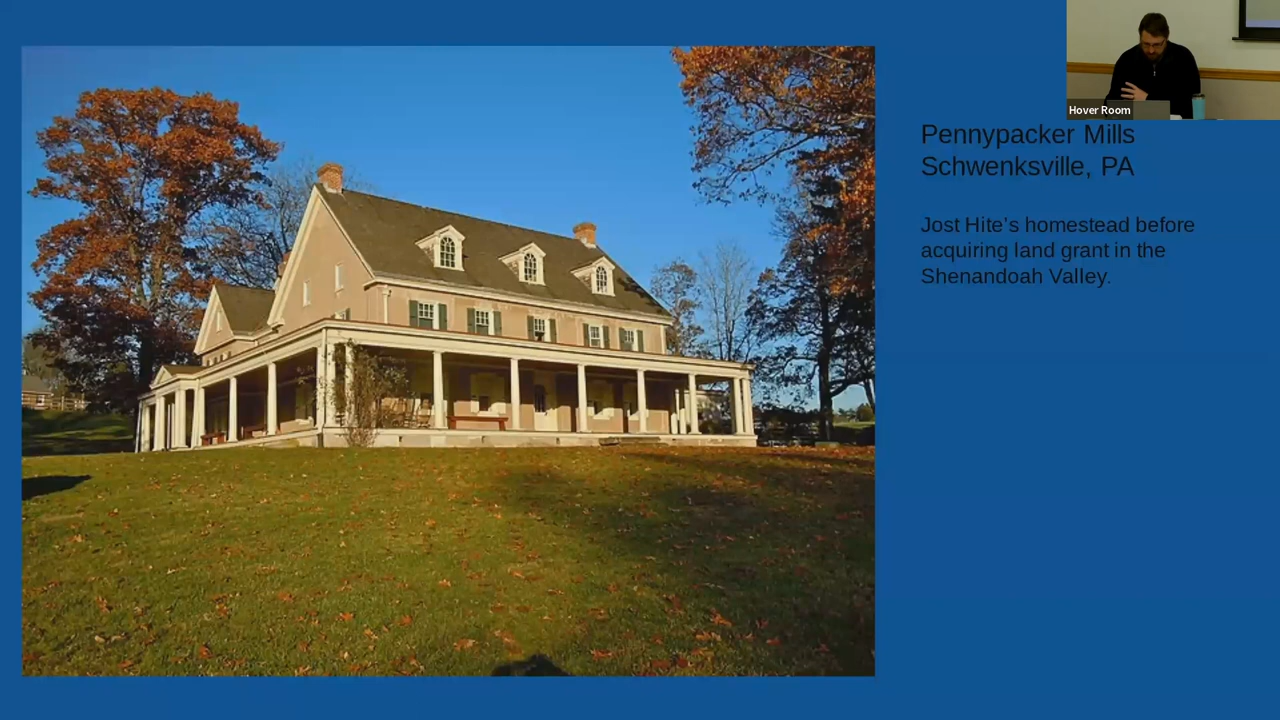 Hover Room
Pennypacker Mills
Schwenksville, PA
Jost Hite's homestead before
acquiring land grant in the
Shenandoah Valley.